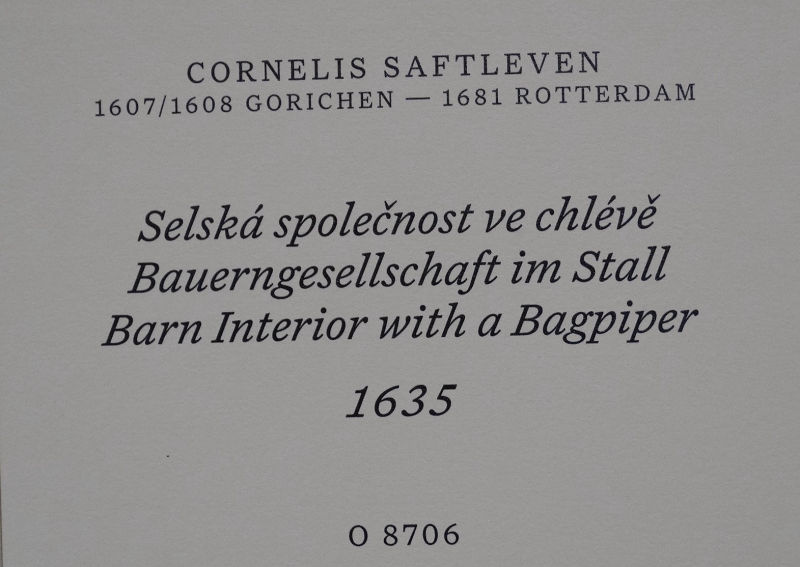 CORNELIS SAFTLEVEN
1607/1608 GORICHEN — 1681 ROTTERDAM
Selská společnost ve chlévě
Bauerngesellschaft im Stall
Barn Interior with a Bagpiper
1635
O 8706